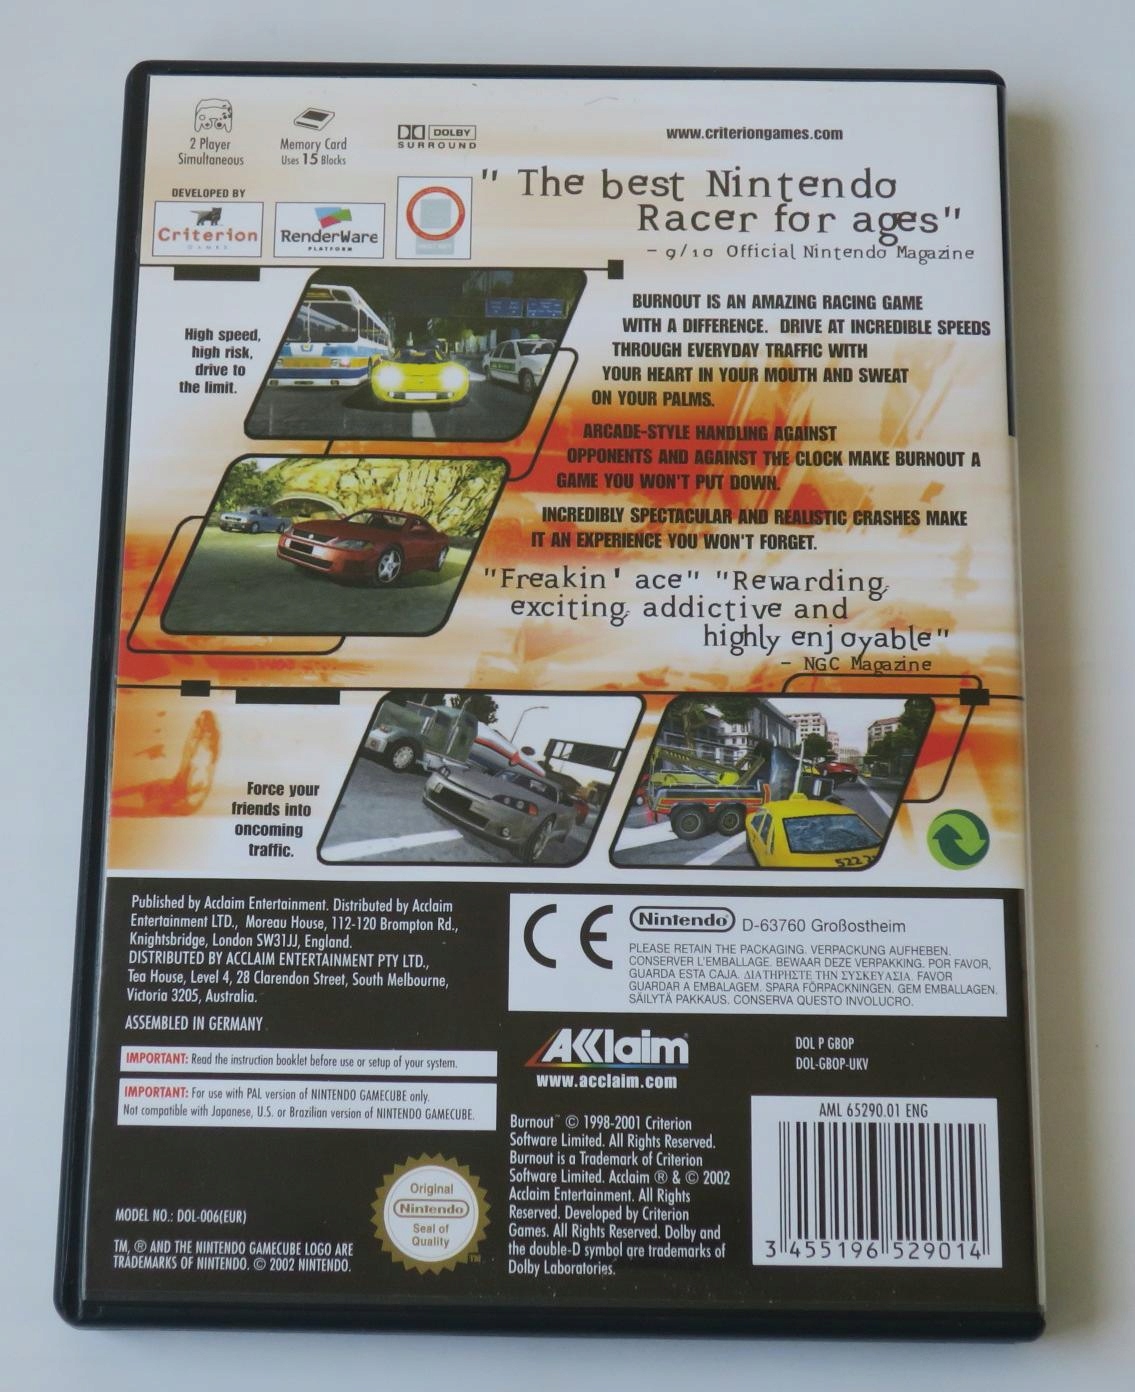 2 Player
Simultaneous
Memory Card
Uses 15 Blocks
DOLBY
SURROUND
www.criteriongames.com
DEVELOPED BY
Criterion
GAMES
RenderWare
PLATFORM
" The best Nintendo
Racer for ages"
- 9/10 Official Nintendo Magazine
High speed,
high risk,
drive to
the limit.
BURNOUT IS AN AMAZING RACING GAME
WITH A DIFFERENCE. DRIVE AT INCREDIBLE SPEEDS
THROUGH EVERYDAY TRAFFIC WITH
YOUR HEART IN YOUR MOUTH AND SWEAT
ON YOUR PALMS.
ARCADE-STYLE HANDLING AGAINST
OPPONENTS AND AGAINST THE CLOCK MAKE BURNOUT A
GAME YOU WON'T PUT DOWN.
INCREDIBLY SPECTACULAR AND REALISTIC CRASHES MAKE
IT AN EXPERIENCE YOU WON'T FORGET.
"Freakin' ace" "Rewarding,
exciting, addictive and
highly enjoyable"
- NGC Magazine
Force your
friends into
oncoming
traffic.
Published by Acclaim Entertainment. Distributed by Acclaim
Entertainment LTD., Moreau House, 112-120 Brompton Rd.,
Knightsbridge, London SW31JJ, England.
DISTRIBUTED BY ACCLAIM ENTERTAINMENT PTY LTD.,
Tea House, Level 4, 28 Clarendon Street, South Melbourne,
Victoria 3205, Australia.
ASSEMBLED IN GERMANY
IMPORTANT: Read the instruction booklet before use or setup of your system.
IMPORTANT: For use with PAL version of NINTENDO GAMECUBE only.
Not compatible with Japanese, U.S. or Brazilian version of NINTENDO GAMECUBE.
CE
Nintendo® D-63760 Großostheim
PLEASE RETAIN THE PACKAGING. VERPACKUNG AUFHEBEN.
CONSERVER L'EMBALLAGE. BEWAAR DEZE VERPAKKING. POR FAVOR,
GUARDA ESTA CAJA. ΔΙΑΤΗΡΗΣΤΕ ΤΗΝ ΣΥΣΚΕΥΑΣΙΑ. FAVOR
GUARDAR A EMBALAGEM. SPARA FÖRPACKNINGEN. GEM EMBALLAGEN.
SÄILYTÄ PAKKAUS. CONSERVA QUESTO INVOLUCRO.
AKKlaim®
www.acclaim.com
DOL P GBOP
DOL-GBOP-UKV
Burnout™ © 1998-2001 Criterion
Software Limited. All Rights Reserved.
Burnout is a Trademark of Criterion
Software Limited. Acclaim ® & © 2002
Acclaim Entertainment. All Rights
Reserved. Developed by Criterion
Games. All Rights Reserved. Dolby and
the double-D symbol are trademarks of
Dolby Laboratories.
AML 65290.01 ENG
3 455196 529014
Original
Nintendo®
Seal of
Quality
TM
MODEL NO.: DOL-006(EUR)
TM, ® AND THE NINTENDO GAMECUBE LOGO ARE
TRADEMARKS OF NINTENDO. © 2002 NINTENDO.